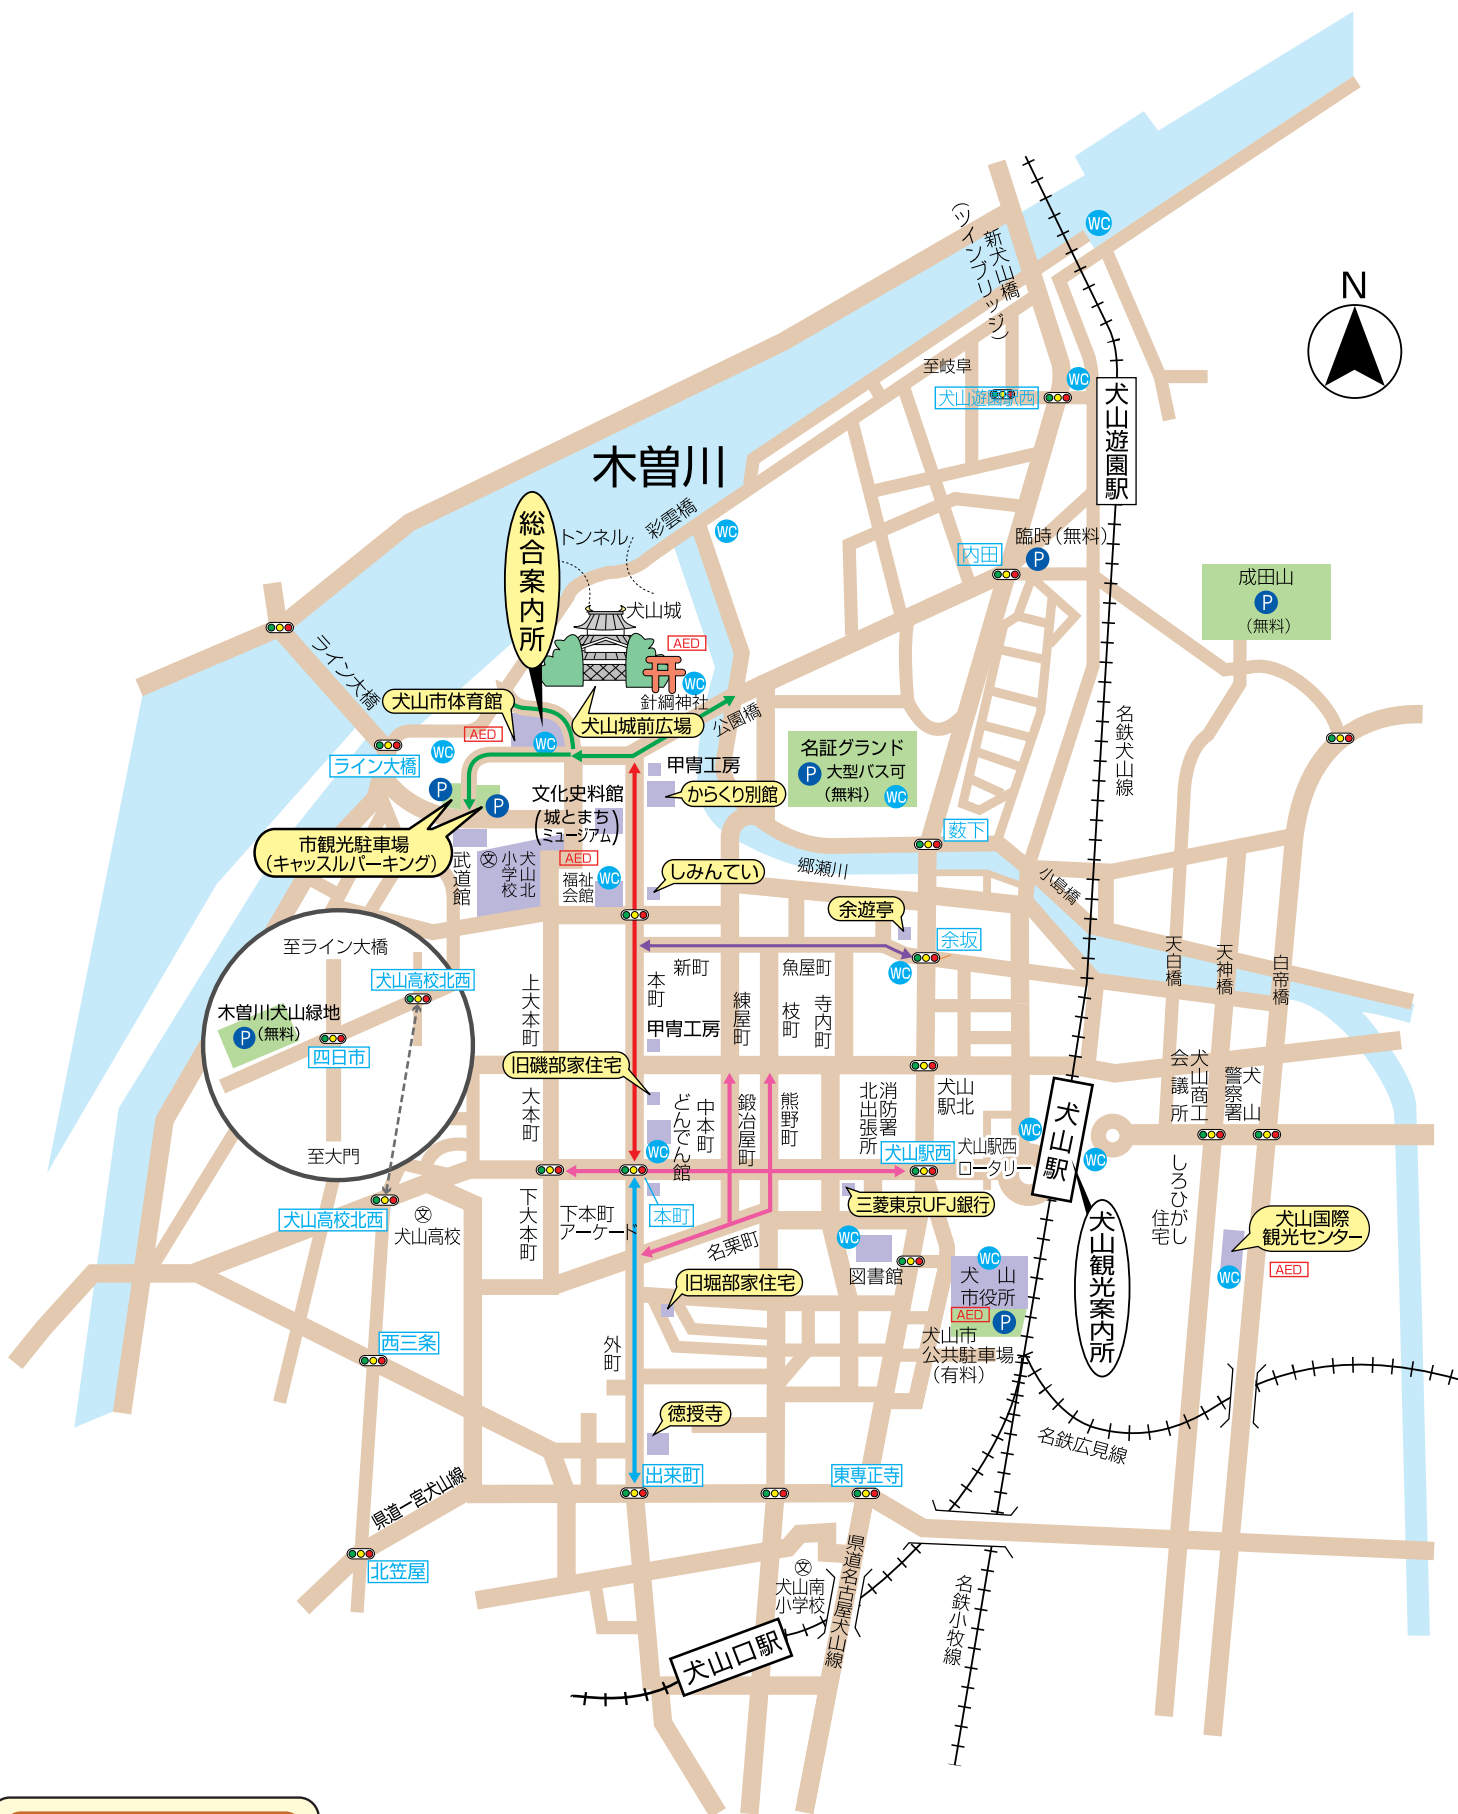 N
新犬山橋
(ツインブリッジ)
WC
至岐阜
犬山遊園駅西
WC
犬山遊園駅
木曽川
総合案内所
トンネル
彩雲橋
WC
臨時(無料)
P
内田
成田山
P
(無料)
犬山城
AED
WC
針綱神社
ライン大橋
犬山市体育館
AED
WC
犬山城前広場
公園橋
名鉄犬山線
ライン大橋
WC
P
P
甲冑工房
からくり別館
名証グランド
P 大型バス可
(無料) WC
文化史料館
(城とまち
ミュージアム)
市観光駐車場
(キャッスルパーキング)
武道館
文
犬山北
小学校
AED
福祉
会館
WC
しみんてい
薮下
郷瀬川
小島橋
余遊亭
余坂
WC
至ライン大橋
犬山高校北西
木曽川犬山緑地
P (無料)
四日市
至大門
上大本町
本町
新町
魚屋町
練屋町
枝町
寺内町
甲冑工房
天白橋
天神橋
白帝橋
旧磯部家住宅
大本町
どんでん館
WC
中本町
鍛冶屋町
熊野町
消防署
北出張所
犬山
駅北
犬山駅西
犬山駅西
ロータリー
WC
犬山駅
WC
犬山商工
会議所
犬山
警察署
犬山高校北西
文
犬山高校
下大本町
下本町
アーケード
本町
名栗町
三菱東京UFJ銀行
WC
図書館
犬山
市役所
WC
AED
P
犬山市
公共駐車場
(有料)
犬山観光案内所
しろひがし
住宅
犬山国際
観光センター
WC
AED
旧堀部家住宅
西三条
外町
徳授寺
名鉄広見線
県道一宮犬山線
出来町
東専正寺
北笠屋
文
犬山南
小学校
県道名古屋犬山線
名鉄小牧線
犬山口駅